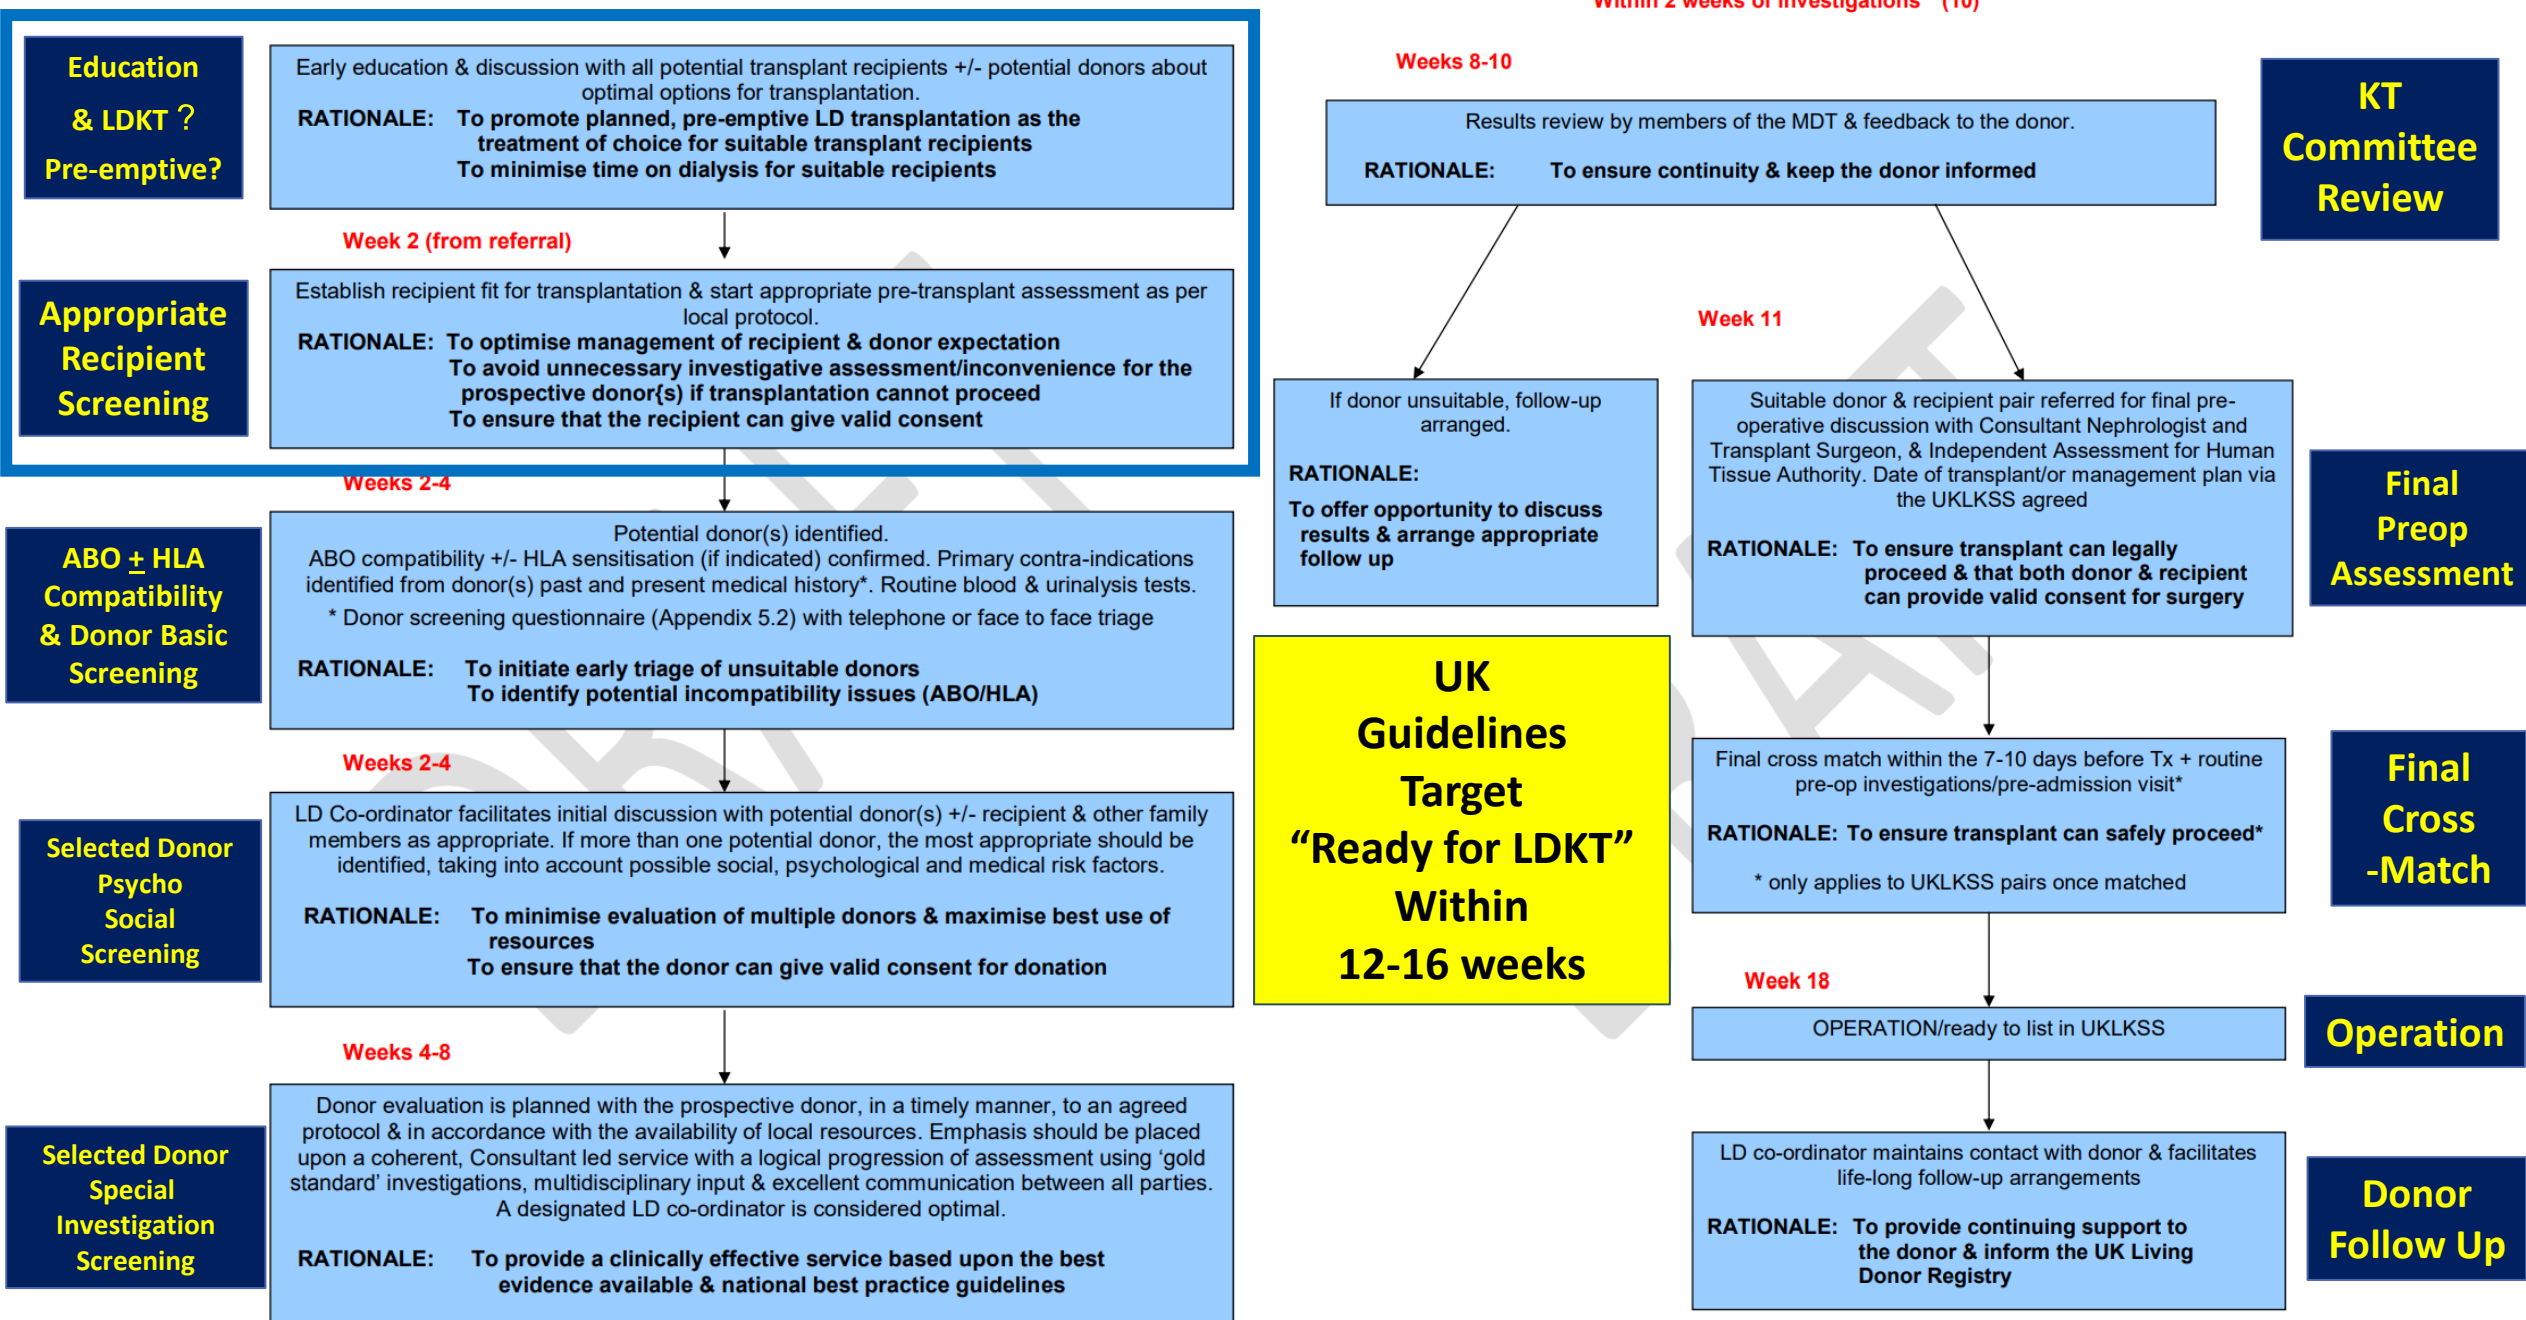 Education
& LDKT ?
Pre-emptive?
Early education & discussion with all potential transplant recipients +/- potential donors about
optimal options for transplantation.
RATIONALE: To promote planned, pre-emptive LD transplantation as the
treatment of choice for suitable transplant recipients
To minimise time on dialysis for suitable recipients
Week 2 (from referral)
Appropriate
Recipient
Screening
Establish recipient fit for transplantation & start appropriate pre-transplant assessment as per
local protocol.
RATIONALE: To optimise management of recipient & donor expectation
To avoid unnecessary investigative assessment/inconvenience for the
prospective donor{s) if transplantation cannot proceed
To ensure that the recipient can give valid consent
Weeks 2-4
ABO + HLA
Compatibility
& Donor Basic
Screening
Potential donor(s) identified.
ABO compatibility +/- HLA sensitisation (if indicated) confirmed. Primary contra-indications
identified from donor(s) past and present medical history*. Routine blood & urinalysis tests.
* Donor screening questionnaire (Appendix 5.2) with telephone or face to face triage
RATIONALE: To initiate early triage of unsuitable donors
To identify potential incompatibility issues (ABO/HLA)
Weeks 2-4
Selected Donor
Psycho
Social
Screening
LD Co-ordinator facilitates initial discussion with potential donor(s) +/- recipient & other family
members as appropriate. If more than one potential donor, the most appropriate should be
identified, taking into account possible social, psychological and medical risk factors.
RATIONALE: To minimise evaluation of multiple donors & maximise best use of
resources
To ensure that the donor can give valid consent for donation
Weeks 4-8
Selected Donor
Special
Investigation
Screening
Donor evaluation is planned with the prospective donor, in a timely manner, to an agreed
protocol & in accordance with the availability of local resources. Emphasis should be placed
upon a coherent, Consultant led service with a logical progression of assessment using ‘gold
standard’ investigations, multidisciplinary input & excellent communication between all parties.
A designated LD co-ordinator is considered optimal.
RATIONALE: To provide a clinically effective service based upon the best
evidence available & national best practice guidelines
Within 2 weeks of investigations (10)
Weeks 8-10
Results review by members of the MDT & feedback to the donor.
RATIONALE: To ensure continuity & keep the donor informed
KT
Committee
Review
If donor unsuitable, follow-up
arranged.
RATIONALE:
To offer opportunity to discuss
results & arrange appropriate
follow up
Week 11
Suitable donor & recipient pair referred for final pre-
operative discussion with Consultant Nephrologist and
Transplant Surgeon, & Independent Assessment for Human
Tissue Authority. Date of transplant/or management plan via
the UKLKSS agreed
RATIONALE: To ensure transplant can legally
proceed & that both donor & recipient
can provide valid consent for surgery
Final
Preop
Assessment
UK
Guidelines
Target
“Ready for LDKT”
Within
12-16 weeks
Final cross match within the 7-10 days before Tx + routine
pre-op investigations/pre-admission visit*
RATIONALE: To ensure transplant can safely proceed*
* only applies to UKLKSS pairs once matched
Final
Cross
-Match
Week 18
OPERATION/ready to list in UKLKSS
Operation
LD co-ordinator maintains contact with donor & facilitates
life-long follow-up arrangements
RATIONALE: To provide continuing support to
the donor & inform the UK Living
Donor Registry
Donor
Follow Up
DRAFT